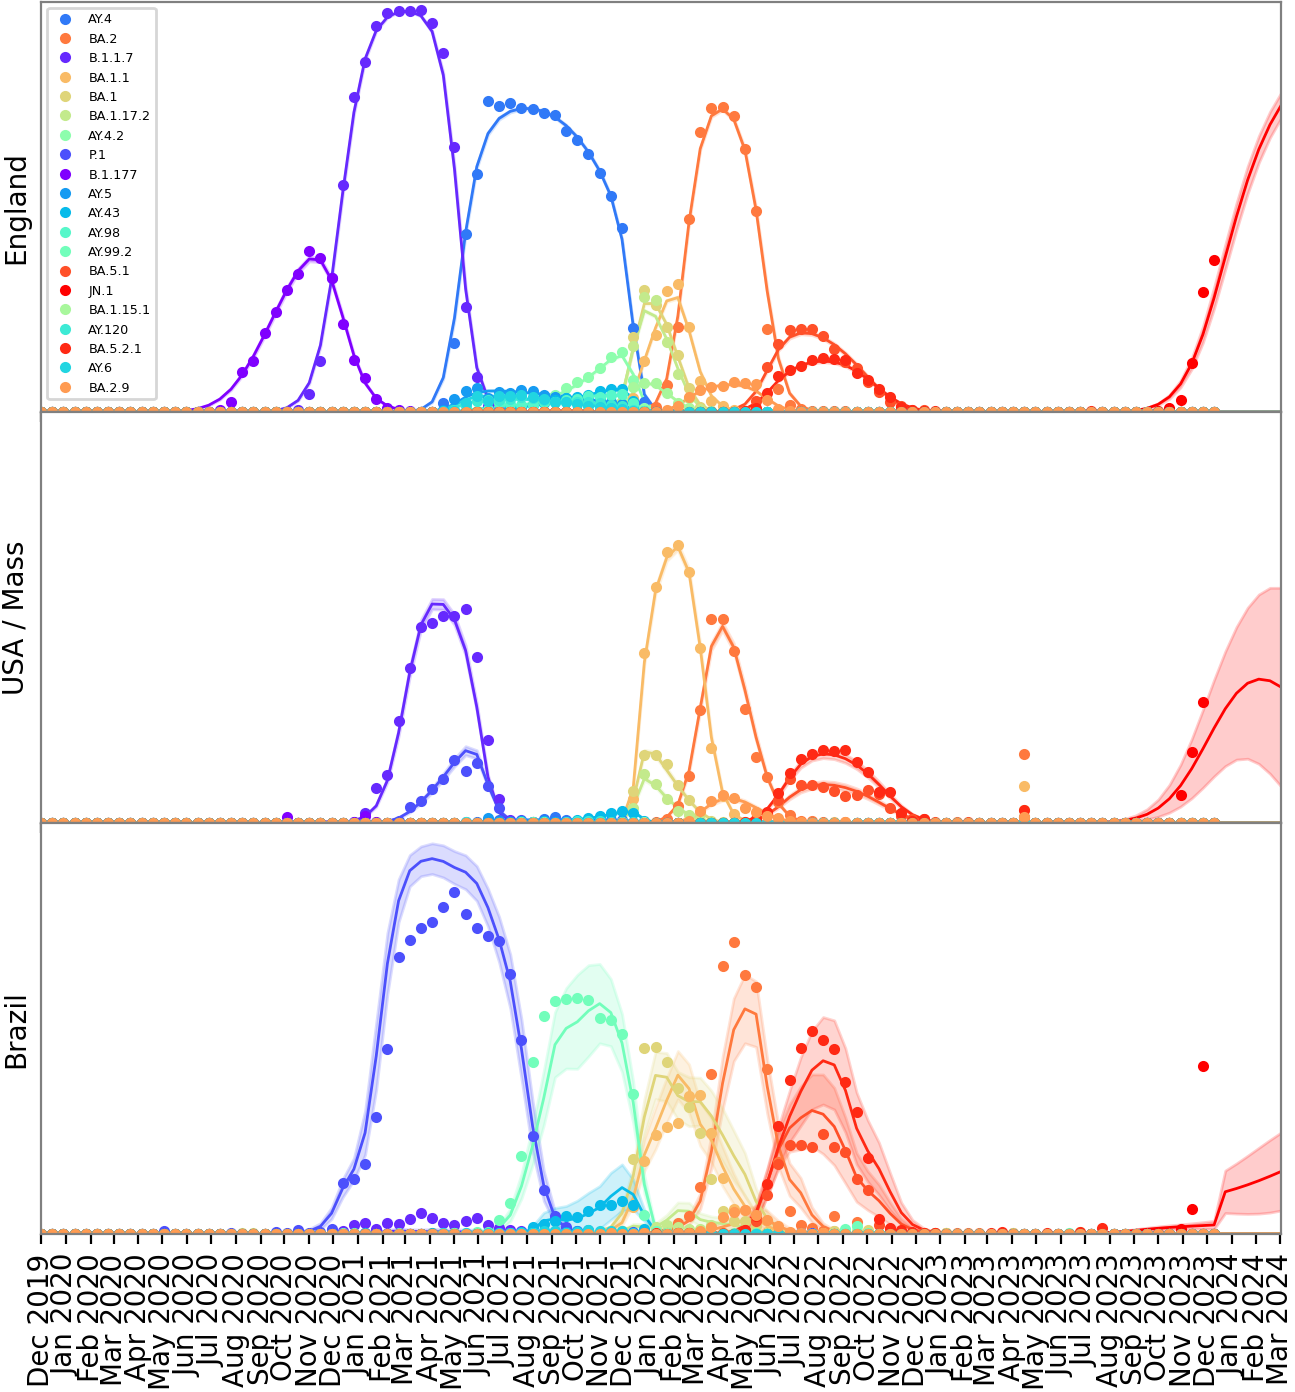 AY.4
BA.2
B.1.1.7
BA.1.1
BA.1
BA.1.17.2
AY.4.2
P.1
B.1.177
AY.5
AY.43
AY.98
AY.99.2
BA.5.1
JN.1
BA.1.15.1
AY.120
BA.5.2.1
AY.6
BA.2.9
England
USA / Mass
Brazil
Dec 2019
Jan 2020
Feb 2020
Mar 2020
Apr 2020
May 2020
Jun 2020
Jul 2020
Aug 2020
Sep 2020
Oct 2020
Nov 2020
Dec 2020
Jan 2021
Feb 2021
Mar 2021
Apr 2021
May 2021
Jun 2021
Jul 2021
Aug 2021
Sep 2021
Oct 2021
Nov 2021
Dec 2021
Jan 2022
Feb 2022
Mar 2022
Apr 2022
May 2022
Jun 2022
Jul 2022
Aug 2022
Sep 2022
Oct 2022
Nov 2022
Dec 2022
Jan 2023
Feb 2023
Mar 2023
Apr 2023
May 2023
Jun 2023
Jul 2023
Aug 2023
Sep 2023
Oct 2023
Nov 2023
Dec 2023
Jan 2024
Feb 2024
Mar 2024